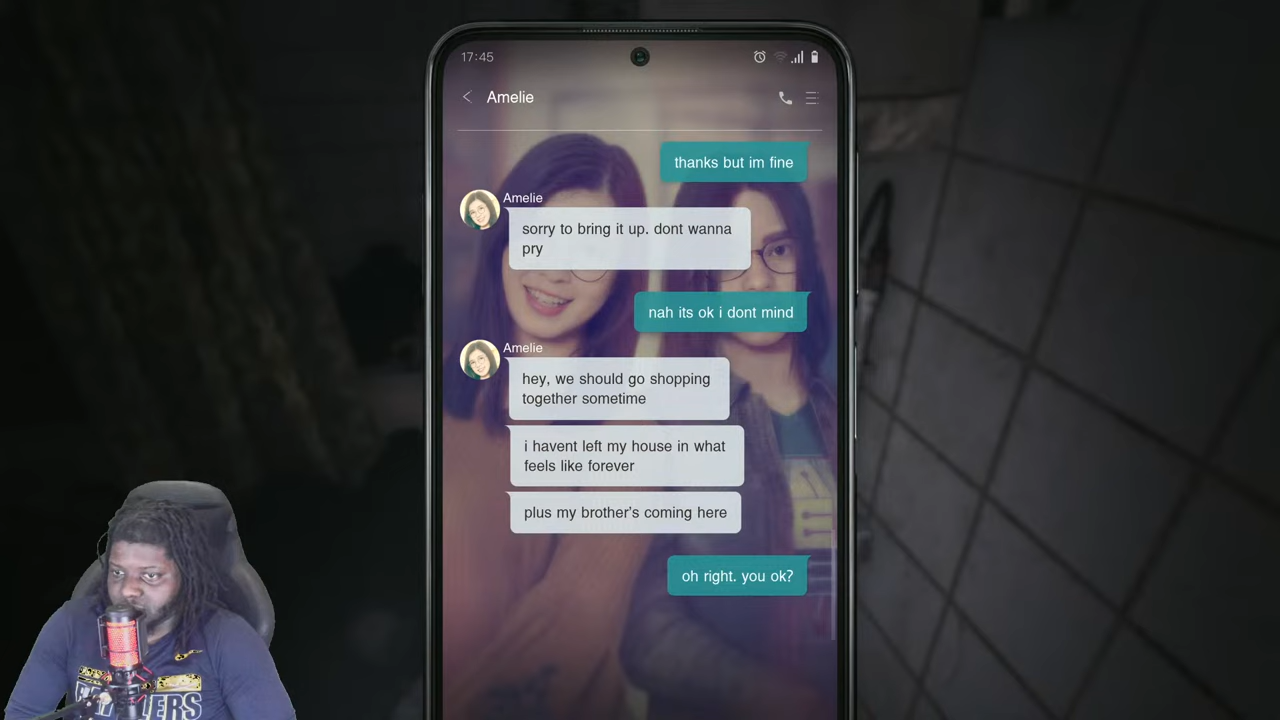 17:45
Amelie
thanks but im fine
Amelie
sorry to bring it up. dont wanna
pry
nah its ok i dont mind
Amelie
hey, we should go shopping
together sometime
i havent left my house in what
feels like forever
plus my brother's coming here
oh right. you ok?